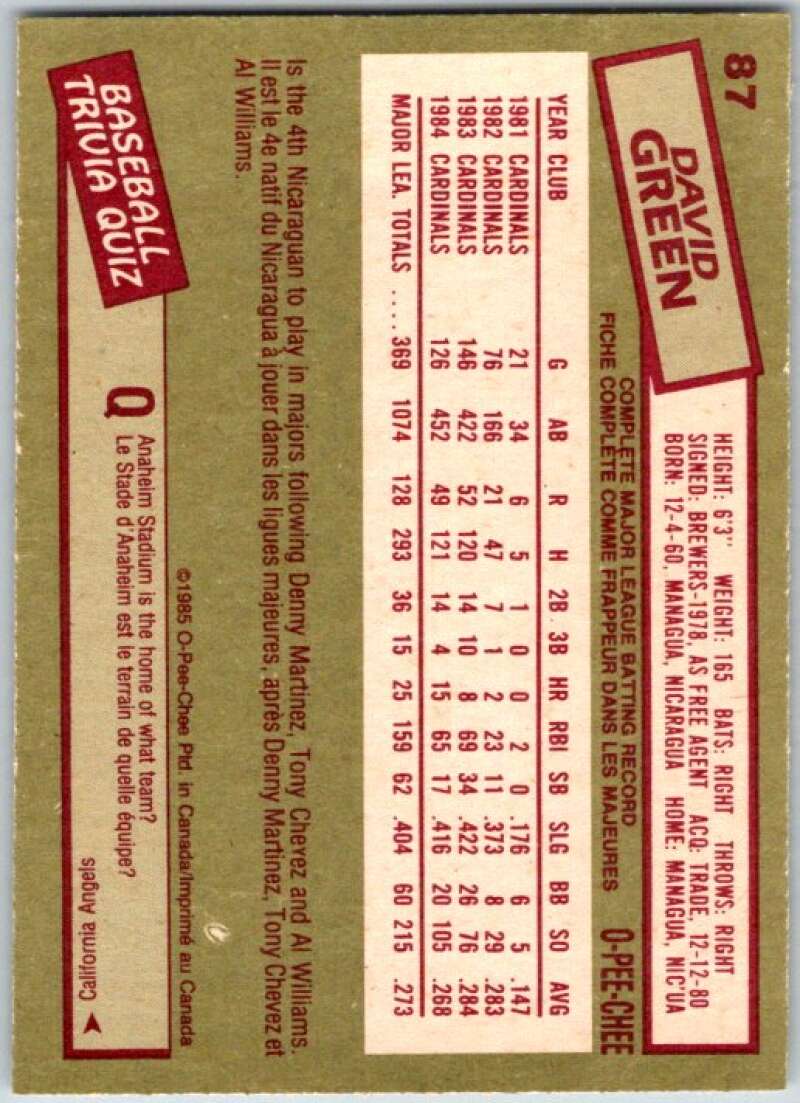 87
DAVID
GREEN
HEIGHT: 6'3" WEIGHT: 165 BATS: RIGHT THROWS: RIGHT
SIGNED: BREWERS-1978, AS FREE AGENT ACQ: TRADE, 12-12-80
BORN: 12-4-60, MANAGUA, NICARAGUA HOME: MANAGUA, NIC'UA
COMPLETE MAJOR LEAGUE BATTING RECORD
FICHE COMPLÈTE COMME FRAPPEUR DANS LES MAJEURES
O-PEE-CHEE
YEAR CLUB G AB R H 2B 3B HR RBI SB SLG BB SO AVG
1981 CARDINALS 21 34 6 5 1 0 0 2 0 .176 6 5 .147
1982 CARDINALS 76 166 21 47 7 1 2 23 11 .373 8 29 .283
1983 CARDINALS 146 422 52 120 14 10 8 69 34 .422 26 76 .284
1984 CARDINALS 126 452 49 121 14 4 15 65 17 .416 20 105 .268
MAJOR LEA. TOTALS .... 369 1074 128 293 36 15 25 159 62 .404 60 215 .273
Is the 4th Nicaraguan to play in majors following Denny Martinez, Tony Chevez and Al Williams.
Il est le 4e natif du Nicaragua à jouer dans les ligues majeures, après Denny Martinez, Tony Chevez et
Al Williams.
©1985 O-Pee-Chee Ptd. in Canada/Imprimé au Canada
BASEBALL
TRIVIA QUIZ
Q
Anaheim Stadium is the home of what team?
Le Stade d'Anaheim est le terrain de quelle équipe?
California Angels